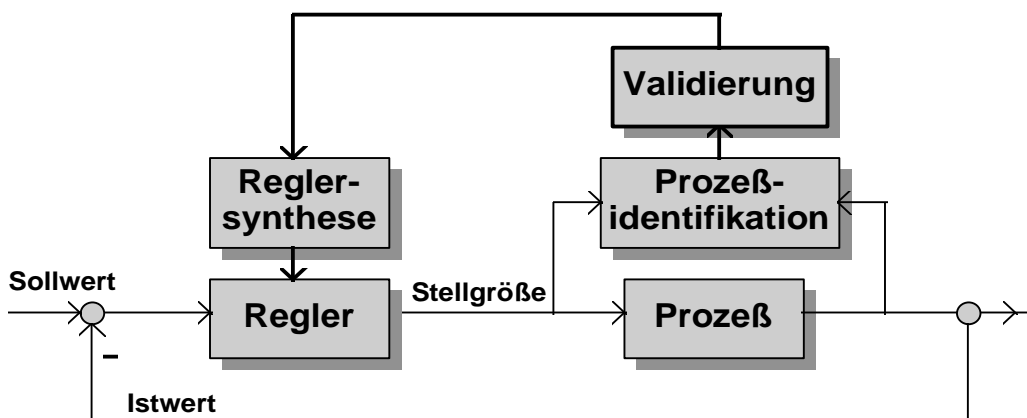 Validierung
Regler-
synthese
Prozeß-
identifikation
Sollwert
Regler
Stellgröße
Prozeß
-
Istwert